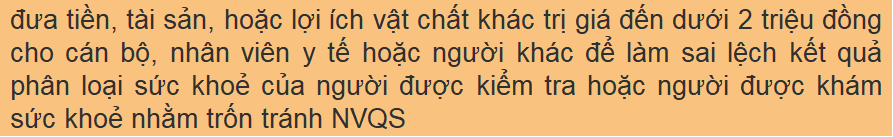 đưa tiền, tài sản, hoặc lợi ích vật chất khác trị giá đến dưới 2 triệu đồng
cho cán bộ, nhân viên y tế hoặc người khác để làm sai lệch kết quả
phân loại sức khoẻ của người được kiểm tra hoặc người được khám
sức khoẻ nhằm trốn tránh NVQS